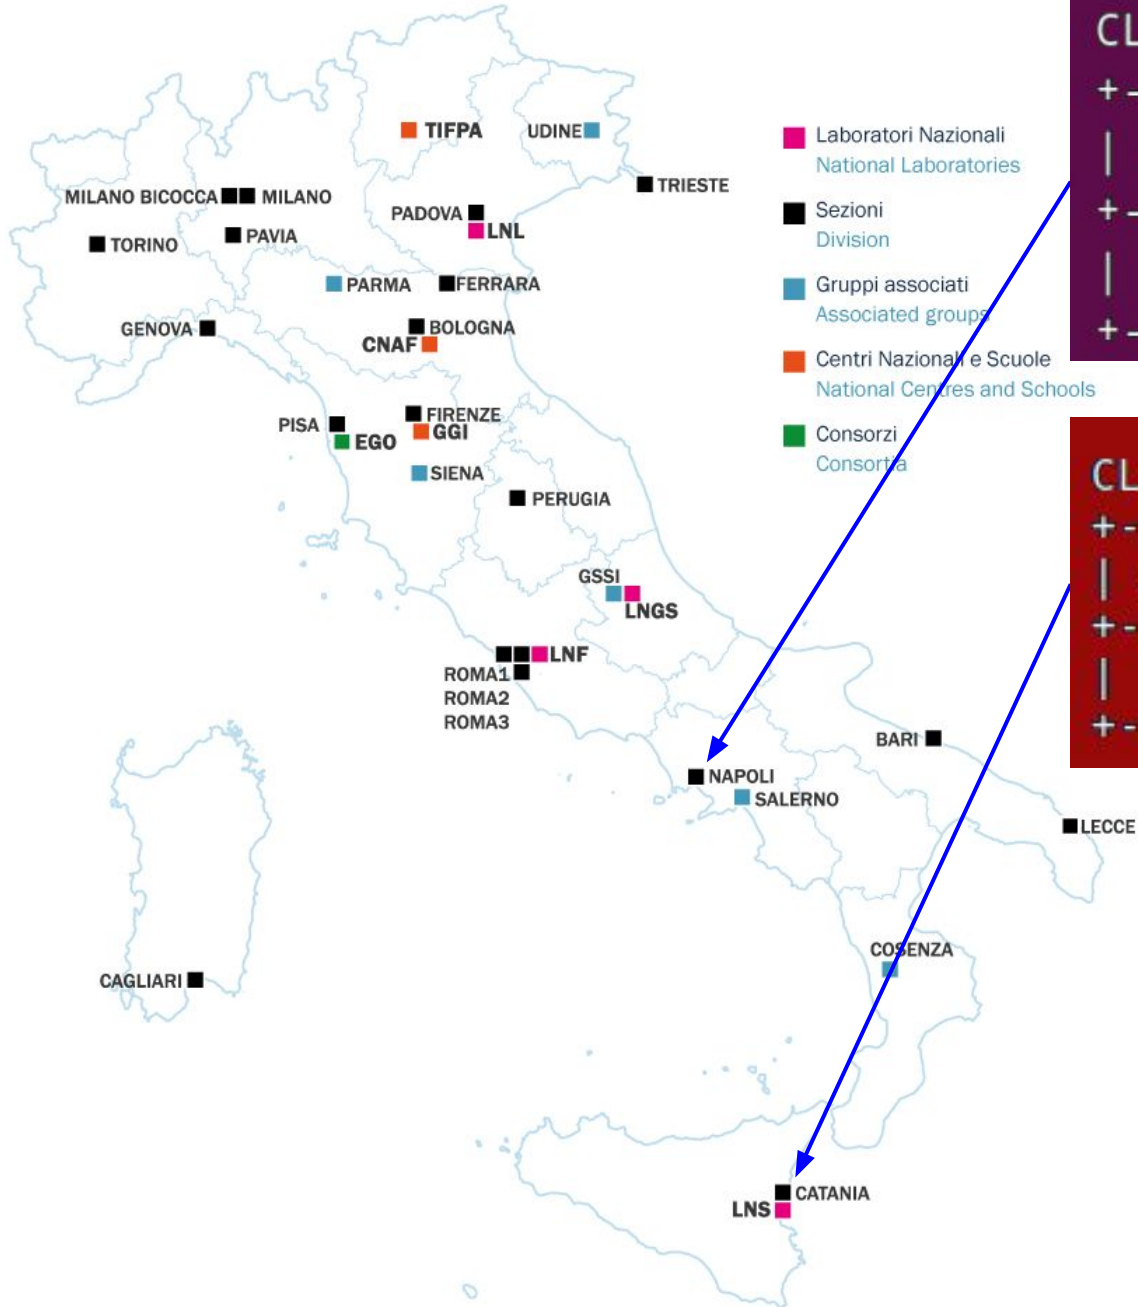 CL
+-
|
+-
|
+-
TIFPA
UDINE
Laboratori Nazionali
National Laboratories
TRIESTE
MILANO BICOCCA
MILANO
PADOVA
LNL
Sezioni
Division
TORINO
PAVIA
PARMA
FERRARA
Gruppi associati
Associated groups
GENOVA
BOLOGNA
CNAF
Centri Nazionali e Scuole
National Centres and Schools
PISA
EGO
FIRENZE
GGI
Consorzi
Consortia
SIENA
PERUGIA
CL
+-
|
+-
|
+-
GSSI
LNGS
LNF
ROMA1
ROMA2
ROMA3
BARI
NAPOLI
SALERNO
LECCE
COSENZA
CAGLIARI
CATANIA
LNS